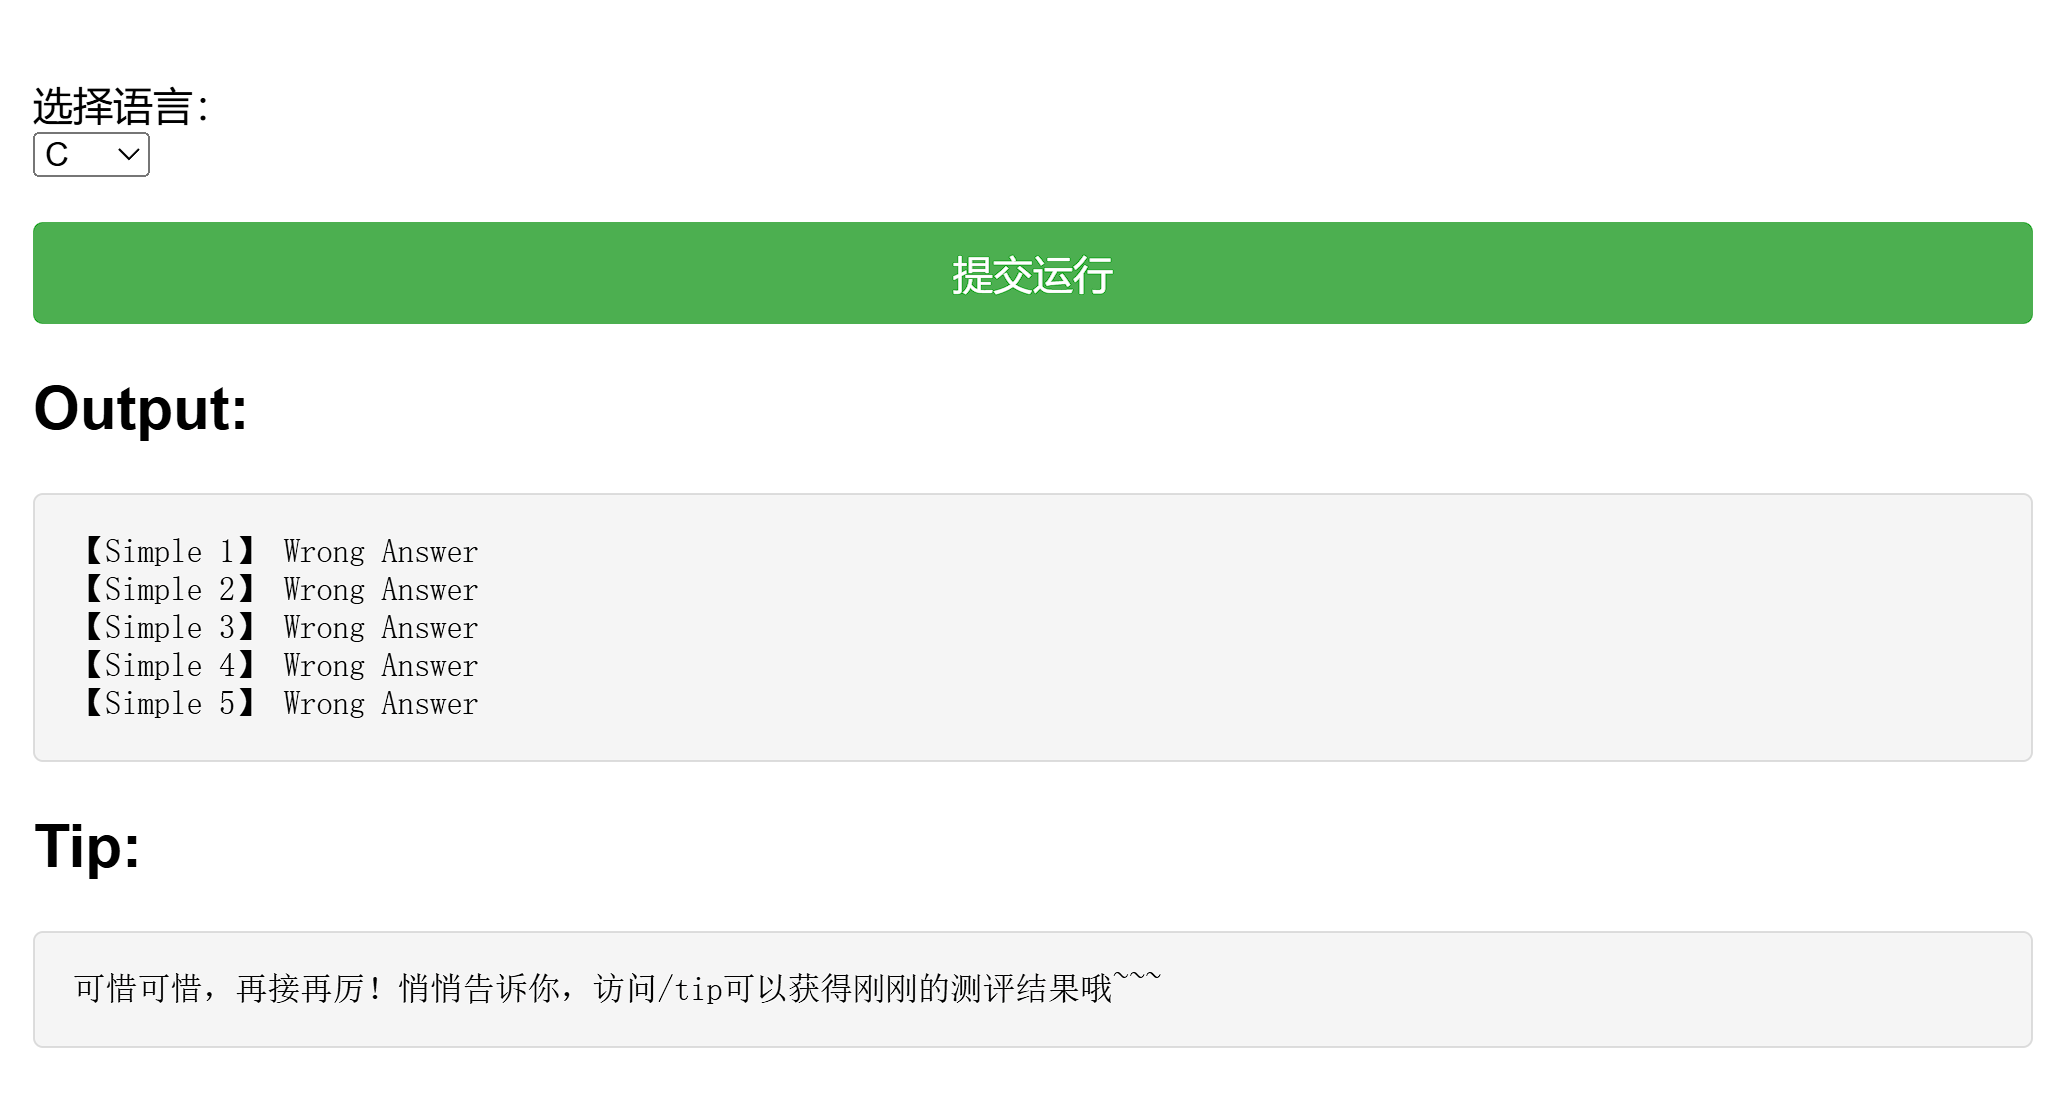 选择语言：
C
提交运行
Output:
【Simple 1】 Wrong Answer
【Simple 2】 Wrong Answer
【Simple 3】 Wrong Answer
【Simple 4】 Wrong Answer
【Simple 5】 Wrong Answer
Tip:
可惜可惜，再接再厉！悄悄告诉你，访问/tip可以获得刚刚的测评结果哦~~~